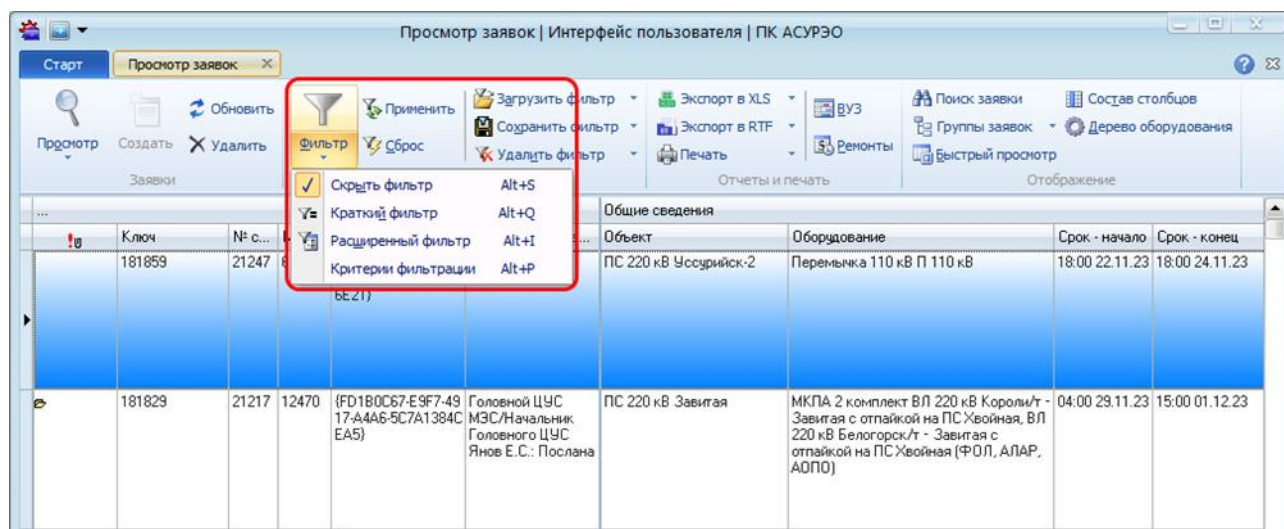 Просмотр заявок | Интерфейс пользователя | ПК АСУРЭО
Старт Просмотр заявок
Просмотр Создать Обновить Удалить
Заявки
Фильтр Применить Сброс
Загрузить фильтр
Сохранить фильтр
Удалить фильтр
Экспорт в XLS
Экспорт в RTF
Печать
ВУЗ
Ремонты
Отчеты и печать
Поиск заявки
Группы заявок
Быстрый просмотр
Состав столбцов
Дерево оборудования
Отображение
Скрыть фильтр Alt+S
Краткий фильтр Alt+Q
Расширенный фильтр Alt+I
Критерии фильтрации Alt+P
... Общие сведения
Ключ № с... Объект Оборудование Срок - начало Срок - конец
181859 21247 ПС 220 кВ Уссурийск-2 Перемычка 110 кВ П 110 кВ 18:00 22.11.23 18:00 24.11.23
6E21}
181829 21217 12470
{FD1B0C67-E9F7-49
17-A4A6-5C7A1384C
EA5}
Головной ЦУС
МЭС/Начальник
Головного ЦУС
Янов Е.С.: Послана
ПС 220 кВ Завитая
МКПА 2 комплект ВЛ 220 кВ Короли/т -
Завитая с отпайкой на ПС Хвойная, ВЛ
220 кВ Белогорск/т - Завитая с
отпайкой на ПС Хвойная (ФОЛ, АЛАР,
АОПО)
04:00 29.11.23 15:00 01.12.23